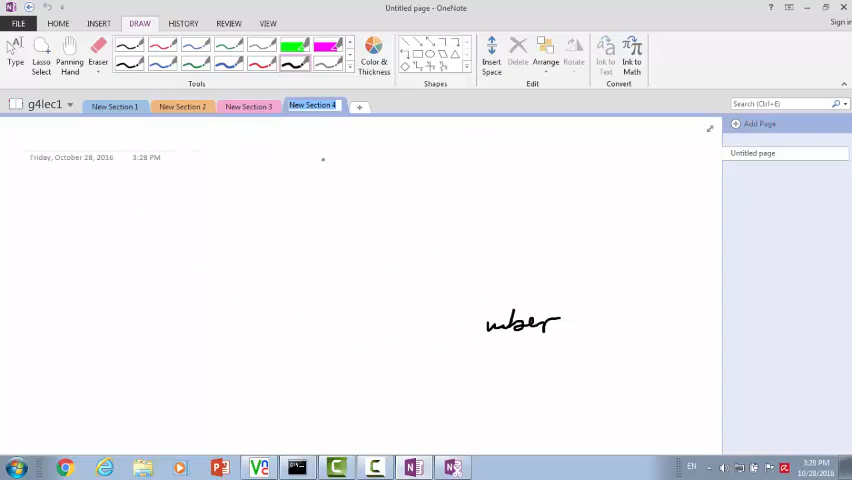 Untitled page - OneNote
FILE HOME INSERT DRAW HISTORY REVIEW VIEW
Sign in
Type Lasso Select Panning Hand Eraser
Color & Thickness
Insert Space Delete Arrange Rotate Ink to Text Ink to Math
Tools Shapes Edit Convert
g4lec1 New Section 1 New Section 2 New Section 3 New Section 4
Search (Ctrl+E)
Add Page
Untitled page
Friday, October 28, 2016 3:28 PM
mber
EN
3:28 PM
10/28/2016